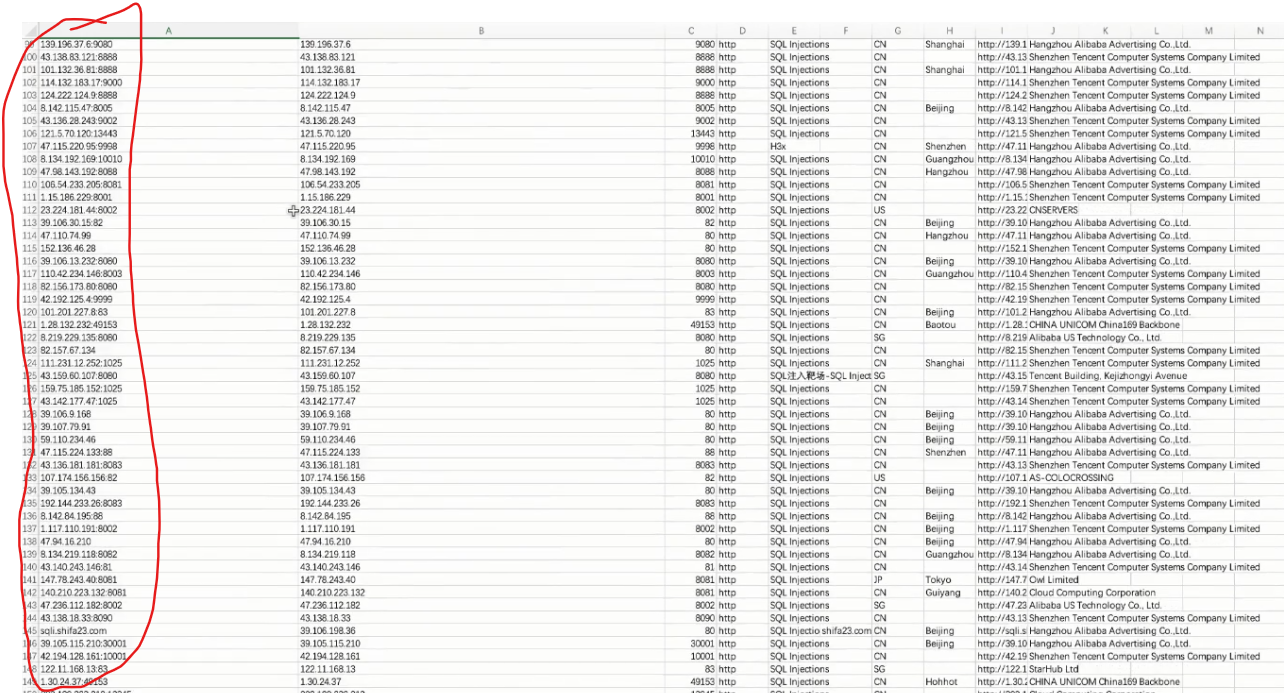 A B C D E F G H I J K L M N
99 139.196.37.6:9080 139.196.37.6 9080 http SQL Injections CN Shanghai http://139.1 Hangzhou Alibaba Advertising Co.,Ltd.
100 43.138.83.121:8888 43.138.83.121 8888 http SQL Injections CN http://43.13 Shenzhen Tencent Computer Systems Company Limited
101 101.132.36.81:8888 101.132.36.81 8888 http SQL Injections CN Shanghai http://101.1 Hangzhou Alibaba Advertising Co.,Ltd.
102 114.132.183.17:9000 114.132.183.17 9000 http SQL Injections CN http://114.1 Shenzhen Tencent Computer Systems Company Limited
103 124.222.124.9:8888 124.222.124.9 8888 http SQL Injections CN http://124.2 Shenzhen Tencent Computer Systems Company Limited
104 8.142.115.47:8005 8.142.115.47 8005 http SQL Injections CN Beijing http://8.142 Hangzhou Alibaba Advertising Co.,Ltd.
105 43.136.28.243:9002 43.136.28.243 9002 http SQL Injections CN http://43.13 Shenzhen Tencent Computer Systems Company Limited
106 121.5.70.120:13443 121.5.70.120 13443 http SQL Injections CN http://121.5 Shenzhen Tencent Computer Systems Company Limited
107 47.115.220.95:9998 47.115.220.95 9998 http H3x CN Shenzhen http://47.11 Hangzhou Alibaba Advertising Co.,Ltd.
108 8.134.192.169:10010 8.134.192.169 10010 http SQL Injections CN Guangzhou http://8.134 Hangzhou Alibaba Advertising Co.,Ltd.
109 47.98.143.192:8088 47.98.143.192 8088 http SQL Injections CN Hangzhou http://47.98 Hangzhou Alibaba Advertising Co.,Ltd.
110 106.54.233.205:8081 106.54.233.205 8081 http SQL Injections CN http://106.5 Shenzhen Tencent Computer Systems Company Limited
111 1.15.186.229:8001 1.15.186.229 8001 http SQL Injections CN http://1.15.: Shenzhen Tencent Computer Systems Company Limited
112 23.224.181.44:8002 23.224.181.44 8002 http SQL Injections US http://23.22 CNSERVERS
113 39.106.30.15:82 39.106.30.15 82 http SQL Injections CN Beijing http://39.10 Hangzhou Alibaba Advertising Co.,Ltd.
114 47.110.74.99 47.110.74.99 80 http SQL Injections CN Hangzhou http://47.11 Hangzhou Alibaba Advertising Co.,Ltd.
115 152.136.46.28 152.136.46.28 80 http SQL Injections CN http://152.1 Shenzhen Tencent Computer Systems Company Limited
116 39.106.13.232:8080 39.106.13.232 8080 http SQL Injections CN Beijing http://39.10 Hangzhou Alibaba Advertising Co.,Ltd.
117 110.42.234.146:8003 110.42.234.146 8003 http SQL Injections CN Guangzhou http://110.4 Shenzhen Tencent Computer Systems Company Limited
118 82.156.173.80:8080 82.156.173.80 8080 http SQL Injections CN http://82.15 Shenzhen Tencent Computer Systems Company Limited
119 42.192.125.4:9999 42.192.125.4 9999 http SQL Injections CN http://42.19 Shenzhen Tencent Computer Systems Company Limited
120 101.201.227.8:83 101.201.227.8 83 http SQL Injections CN Beijing http://101.2 Hangzhou Alibaba Advertising Co.,Ltd.
121 1.28.132.232:49153 1.28.132.232 49153 http SQL Injections CN Baotou http://1.28.: CHINA UNICOM China169 Backbone
122 8.219.229.135:8080 8.219.229.135 8080 http SQL Injections SG http://8.219 Alibaba US Technology Co., Ltd.
123 82.157.67.134 82.157.67.134 80 http SQL Injections CN http://82.15 Shenzhen Tencent Computer Systems Company Limited
124 111.231.12.252:1025 111.231.12.252 1025 http SQL Injections CN Shanghai http://111.2 Shenzhen Tencent Computer Systems Company Limited
125 43.159.60.107:8080 43.159.60.107 8080 http SQL注入靶场-SQL Inject SG http://43.15 Tencent Building, Kejizhongyi Avenue
126 159.75.185.152:1025 159.75.185.152 1025 http SQL Injections CN http://159.7 Shenzhen Tencent Computer Systems Company Limited
127 43.142.177.47:1025 43.142.177.47 1025 http SQL Injections CN http://43.14 Shenzhen Tencent Computer Systems Company Limited
128 39.106.9.168 39.106.9.168 80 http SQL Injections CN Beijing http://39.10 Hangzhou Alibaba Advertising Co.,Ltd.
129 39.107.79.91 39.107.79.91 80 http SQL Injections CN Beijing http://39.10 Hangzhou Alibaba Advertising Co.,Ltd.
130 59.110.234.46 59.110.234.46 80 http SQL Injections CN Beijing http://59.11 Hangzhou Alibaba Advertising Co.,Ltd.
131 47.115.224.133:88 47.115.224.133 88 http SQL Injections CN Shenzhen http://47.11 Hangzhou Alibaba Advertising Co.,Ltd.
132 43.136.181.181:8083 43.136.181.181 8083 http SQL Injections CN http://43.13 Shenzhen Tencent Computer Systems Company Limited
133 107.174.156.156:82 107.174.156.156 82 http SQL Injections US http://107.1 AS-COLOCROSSING
134 39.105.134.43 39.105.134.43 80 http SQL Injections CN Beijing http://39.10 Hangzhou Alibaba Advertising Co.,Ltd.
135 192.144.233.26:8083 192.144.233.26 8083 http SQL Injections CN http://192.1 Shenzhen Tencent Computer Systems Company Limited
136 8.142.84.195:88 8.142.84.195 88 http SQL Injections CN Beijing http://8.142 Hangzhou Alibaba Advertising Co.,Ltd.
137 1.117.110.191:8002 1.117.110.191 8002 http SQL Injections CN Beijing http://1.117 Shenzhen Tencent Computer Systems Company Limited
138 47.94.16.210 47.94.16.210 80 http SQL Injections CN Beijing http://47.94 Hangzhou Alibaba Advertising Co.,Ltd.
139 8.134.219.118:8082 8.134.219.118 8082 http SQL Injections CN Guangzhou http://8.134 Hangzhou Alibaba Advertising Co.,Ltd.
140 43.140.243.146:81 43.140.243.146 81 http SQL Injections CN http://43.14 Shenzhen Tencent Computer Systems Company Limited
141 147.78.243.40:8081 147.78.243.40 8081 http SQL Injections JP Tokyo http://147.7 Owl Limited
142 140.210.223.132:8081 140.210.223.132 8081 http SQL Injections CN Guiyang http://140.2 Cloud Computing Corporation
143 47.236.112.182:8002 47.236.112.182 8002 http SQL Injections SG http://47.23 Alibaba US Technology Co., Ltd.
144 43.138.18.33:8090 43.138.18.33 8090 http SQL Injections CN http://43.13 Shenzhen Tencent Computer Systems Company Limited
145 sqli.shifa23.com 39.106.198.36 80 http SQL Injectio shifa23.com CN Beijing http://sqli.s Hangzhou Alibaba Advertising Co.,Ltd.
146 39.105.115.210:30001 39.105.115.210 30001 http SQL Injections CN Beijing http://39.10 Hangzhou Alibaba Advertising Co.,Ltd.
147 42.194.128.161:10001 42.194.128.161 10001 http SQL Injections CN http://42.19 Shenzhen Tencent Computer Systems Company Limited
148 122.11.168.13:83 122.11.168.13 83 http SQL Injections SG http://122.1 StarHub Ltd
149 1.30.24.37:49153 1.30.24.37 49153 http SQL Injections CN Hohhot http://1.30.: CHINA UNICOM China169 Backbone